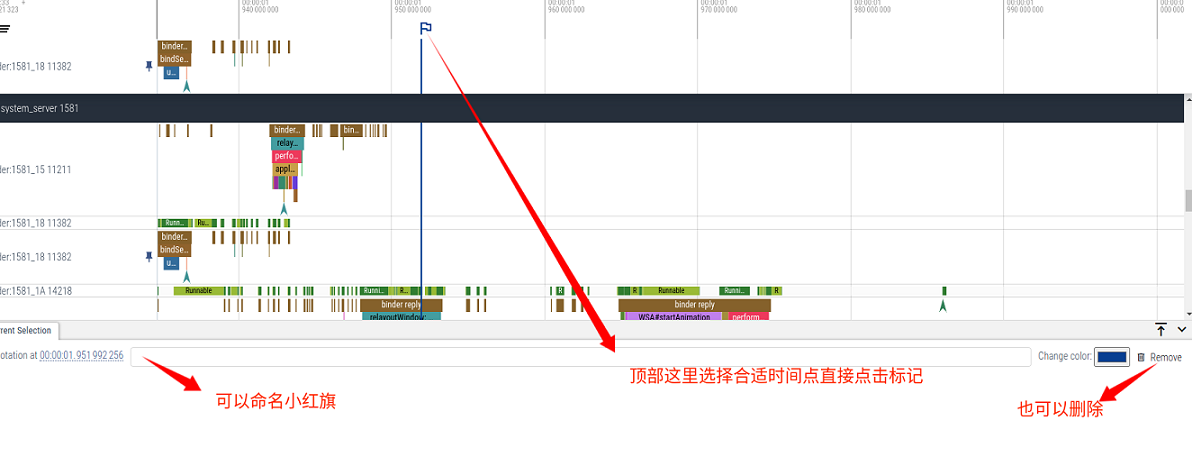 :33
21 323
00:00:01
940 000 000
00:00:01
950 000 000
00:00:01
960 000 000
00:00:01
970 000 000
00:00:01
980 000 000
00:00:01
990 000 000
00:00:0
000 000
der:1581_18 11382
binder…
bindSe…
u…
system_server 1581
der:1581_15 11211
binder…
bin…
relay…
perfo…
appl…
der:1581_18 11382
Runn…
Ru…
der:1581_18 11382
binder…
bindSe…
u…
der:1581_1A 14218
Runnable
Runni…
R…
R
R
Runnable
Runni…
R
binder reply
binder reply
relayoutWindow:…
WSA#startAnimation
perform…
rrent Selection
otation at 00:00:01.951 992 256
Change color:
Remove
顶部这里选择合适时间点直接点击标记
可以命名小红旗
也可以删除